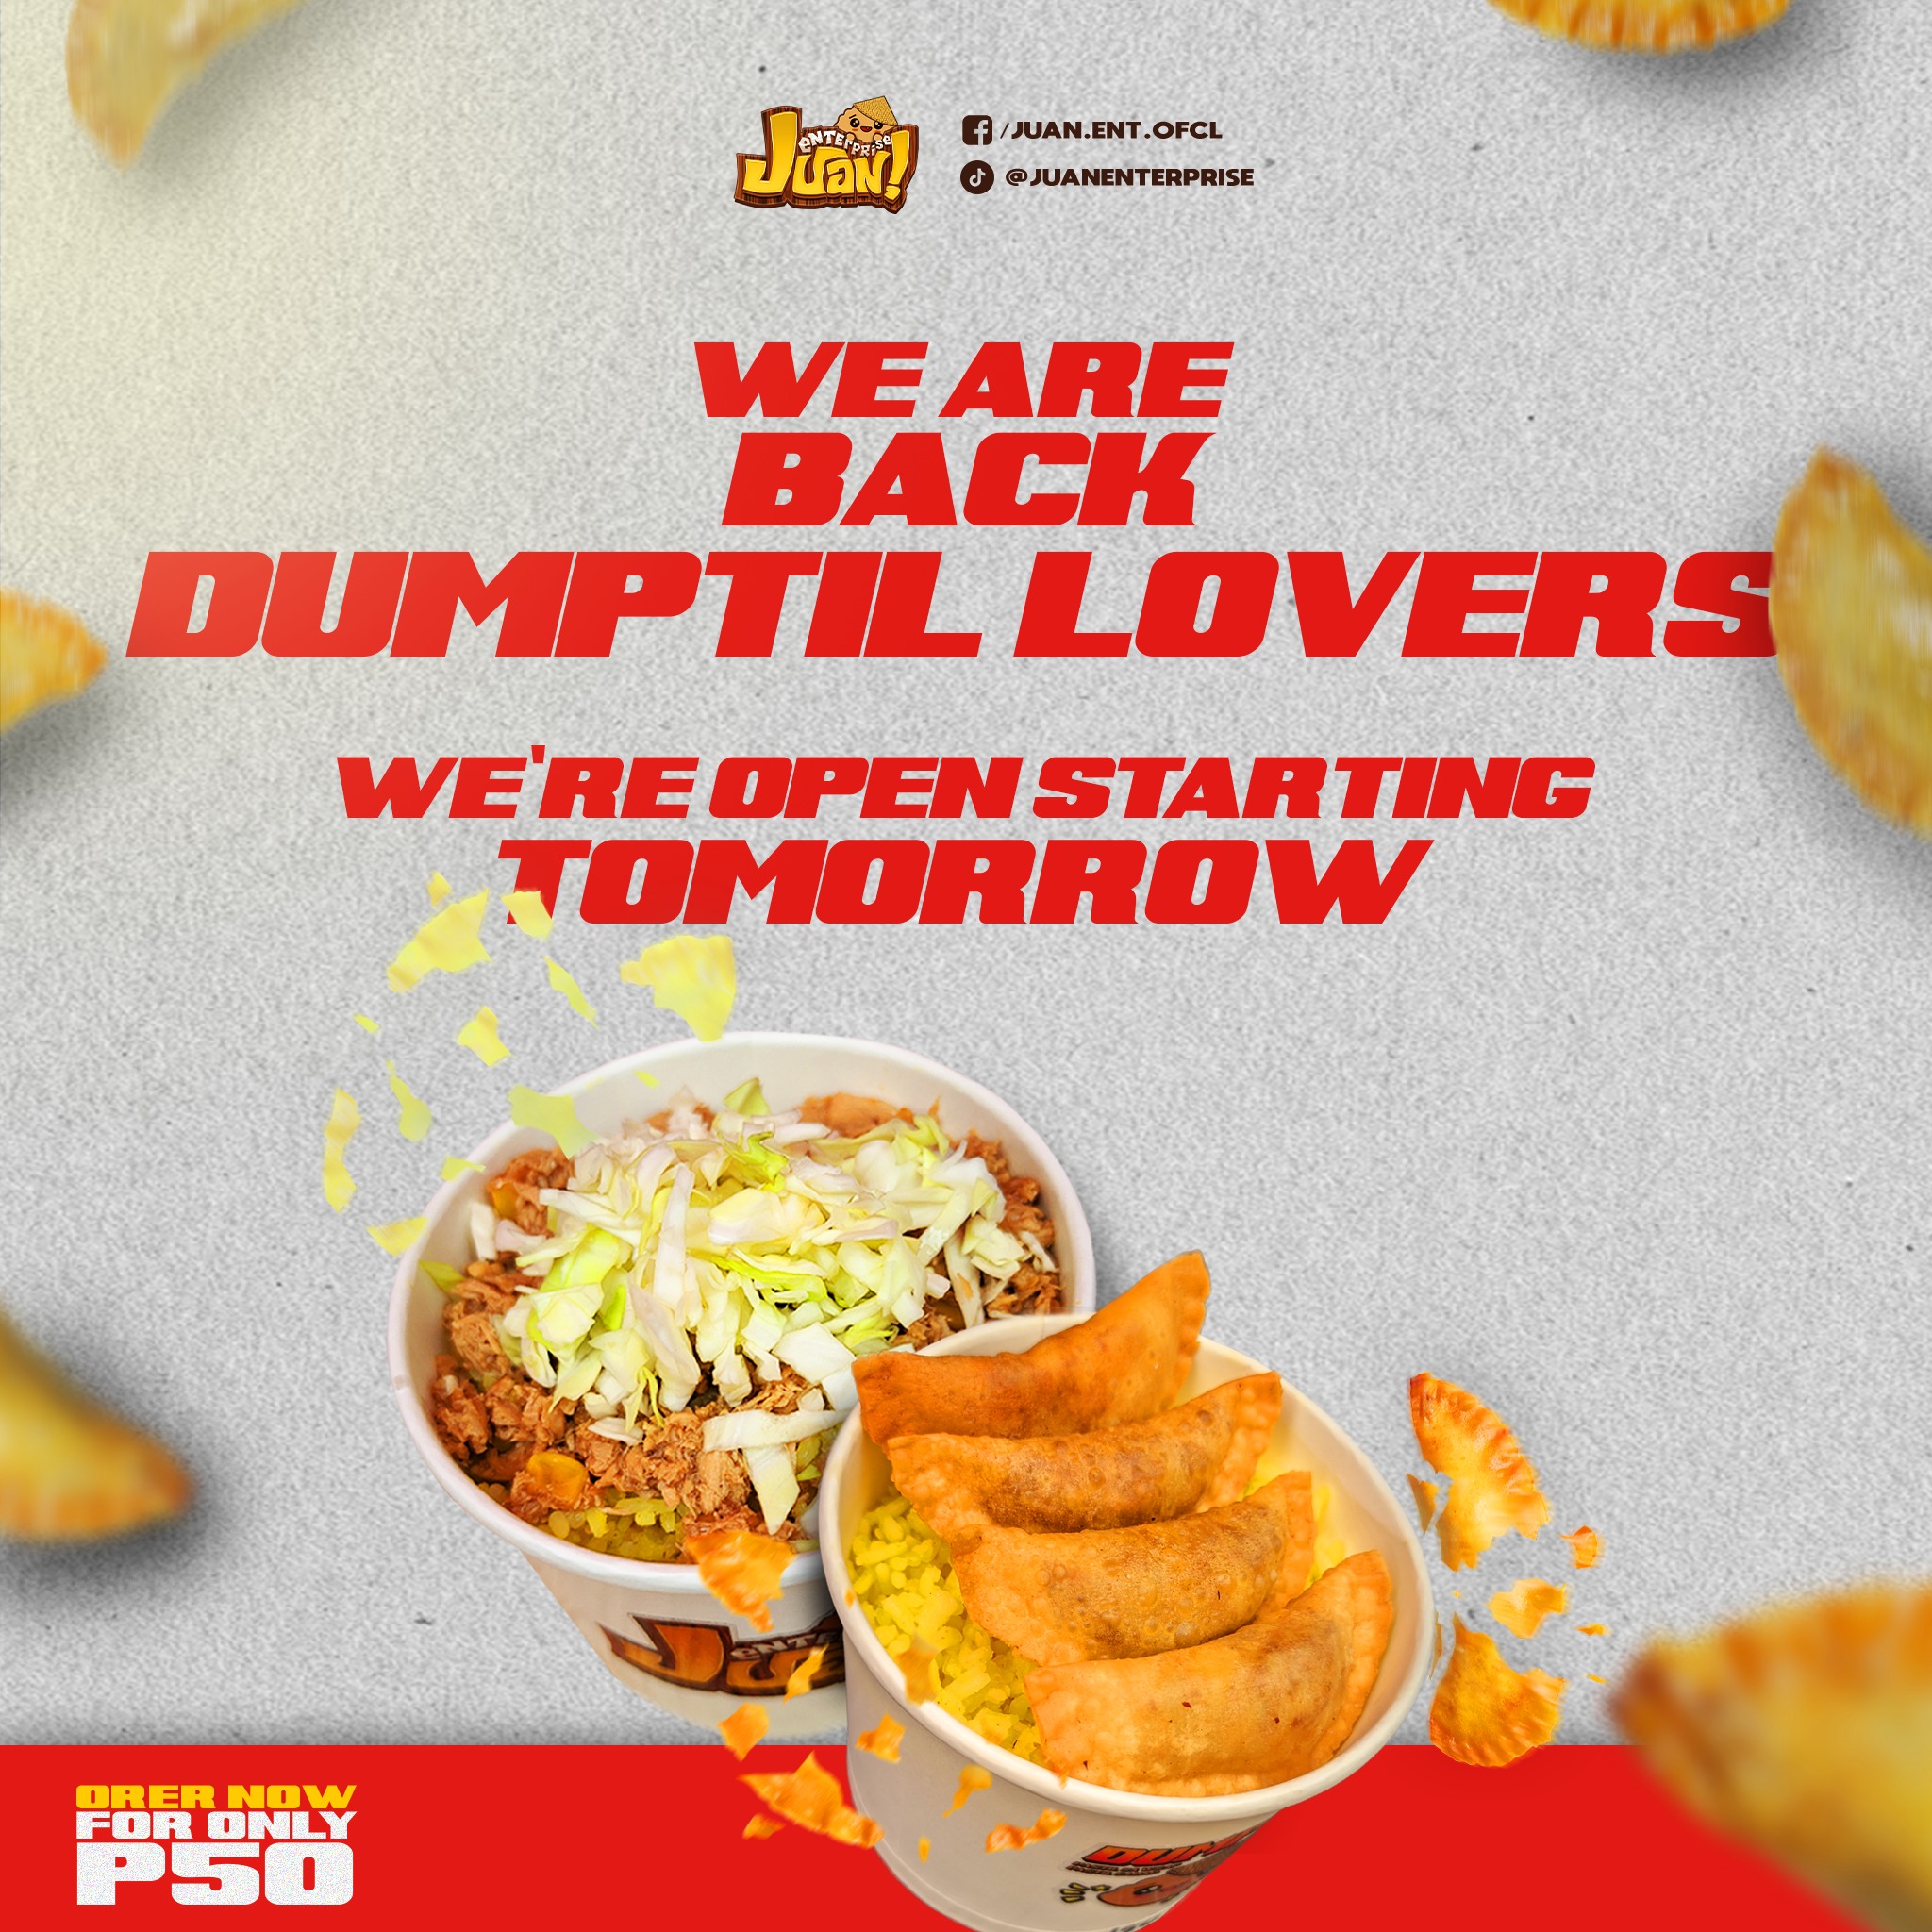 ENTERPRISE
JUAN!
/JUAN.ENT.OFCL
@JUANENTERPRISE
WE ARE
BACK
DUMPTIL LOVERS
WE'RE OPEN STARTING
TOMORROW
ORER NOW
FOR ONLY
P50